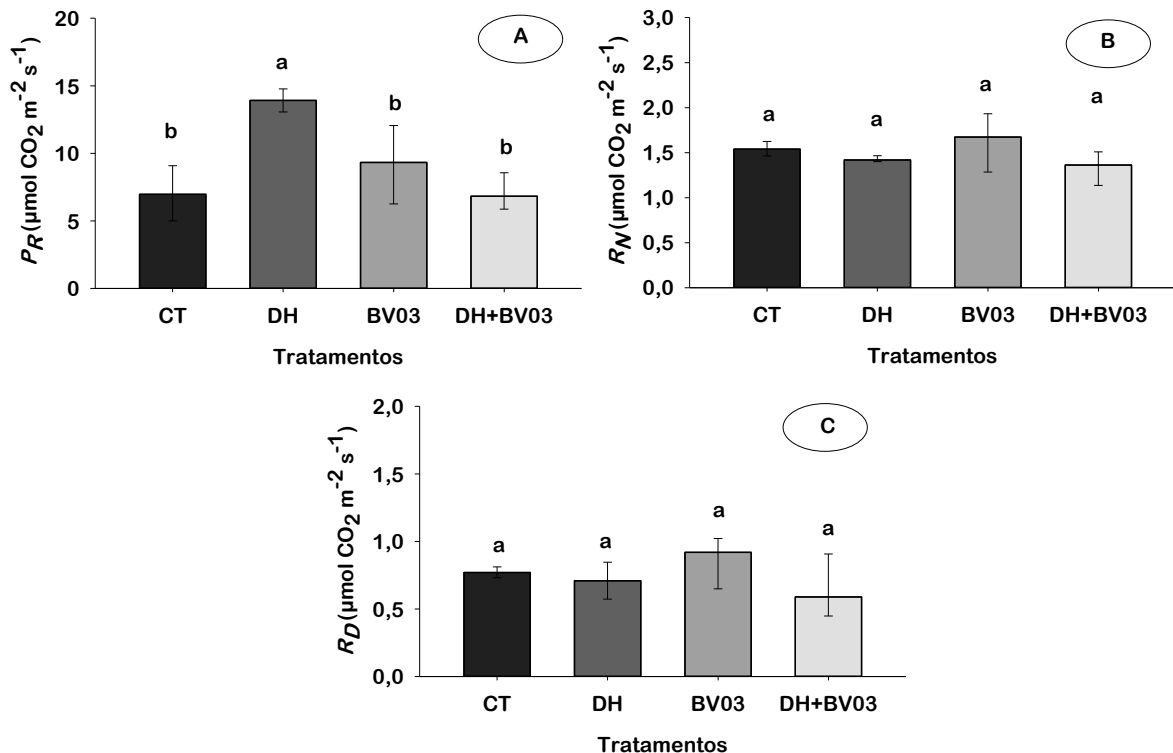 A
P_R (µmol CO₂ m⁻² s⁻¹)
20
15
10
5
0
b
a
b
b
CT DH BV03 DH+BV03
Tratamentos
B
R_N (µmol CO₂ m⁻² s⁻¹)
3,0
2,5
2,0
1,5
1,0
0,5
0,0
a
a
a
a
CT DH BV03 DH+BV03
Tratamentos
C
R_D (µmol CO₂ m⁻² s⁻¹)
2,0
1,5
1,0
0,5
0,0
a
a
a
a
CT DH BV03 DH+BV03
Tratamentos